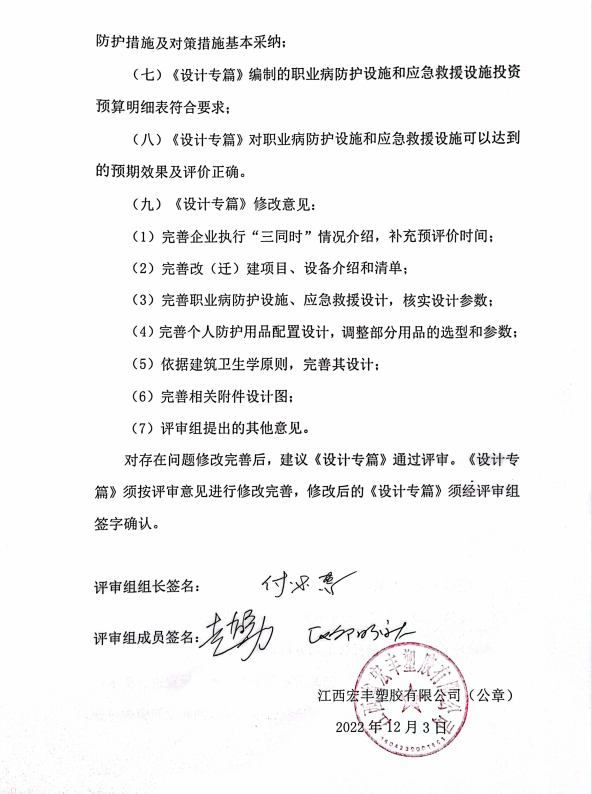 防护措施及对策措施基本采纳；
（七）《设计专篇》编制的职业病防护设施和应急救援设施投资
预算明细表符合要求；
（八）《设计专篇》对职业病防护设施和应急救援设施可以达到
的预期效果及评价正确。
（九）《设计专篇》修改意见：
（1）完善企业执行“三同时”情况介绍，补充预评价时间；
（2）完善改（迁）建项目、设备介绍和清单；
（3）完善职业病防护设施、应急救援设计，核实设计参数；
（4）完善个人防护用品配置设计，调整部分用品的选型和参数；
（5）依据建筑卫生学原则，完善其设计；
（6）完善相关附件设计图；
（7）评审组提出的其他意见。
对存在问题修改完善后，建议《设计专篇》通过评审。《设计专
篇》须按评审意见进行修改完善，修改后的《设计专篇》须经评审组
签字确认。
评审组组长签名：
评审组成员签名：
江西宏丰塑胶有限公司（公章）
2022 年 12 月 3 日
江西宏丰塑胶有限公司